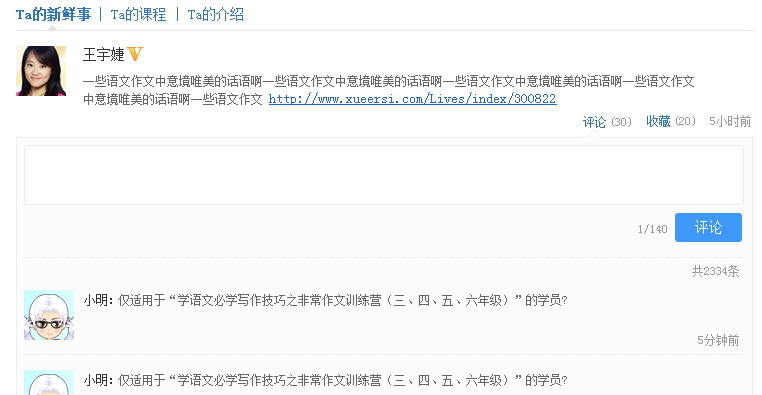 Ta的新鲜事 | Ta的课程 | Ta的介绍
王宇婕
一些语文作文中意境唯美的话语啊一些语文作文中意境唯美的话语啊一些语文作文中意境唯美的话语啊一些语文作文
中意境唯美的话语啊一些语文作文 http://www.xueersi.com/Lives/index/300822
评论 (30) 收藏 (20) 5小时前
1/140 评论
共2334条
小明：仅适用于“学语文必学写作技巧之非常作文训练营（三、四、五、六年级）”的学员?
5分钟前
小明：仅适用于“学语文必学写作技巧之非常作文训练营（三、四、五、六年级）”的学员?